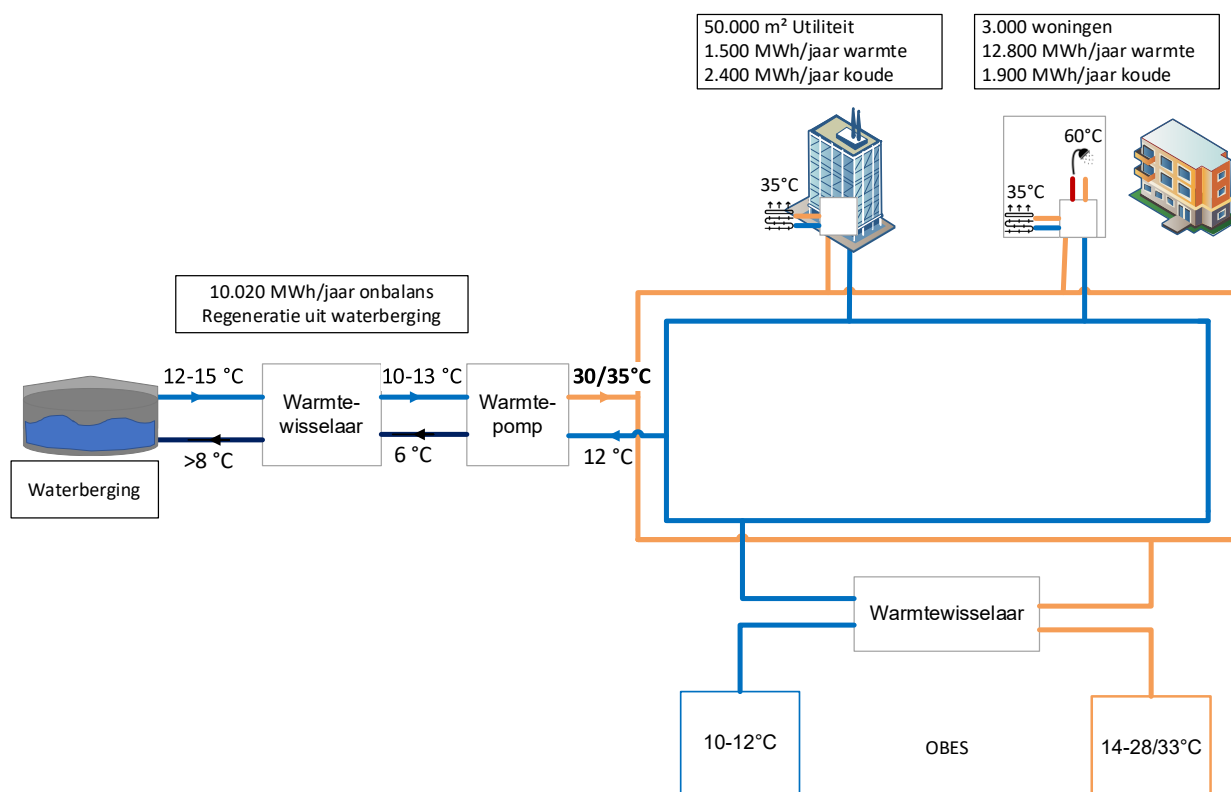 50.000 m² Utiliteit
1.500 MWh/jaar warmte
2.400 MWh/jaar koude
3.000 woningen
12.800 MWh/jaar warmte
1.900 MWh/jaar koude
60°C
35°C
35°C
10.020 MWh/jaar onbalans
Regeneratie uit waterberging
12-15 °C
10-13 °C
30/35°C
Warmte-
wisselaar
Warmte-
pomp
>8 °C
6 °C
12 °C
Waterberging
Warmtewisselaar
10-12°C
OBES
14-28/33°C